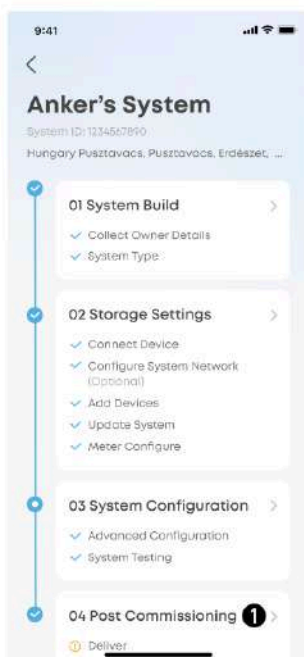 9:41
Anker's System
System ID: 1234567890
Hungary Pusztavacs, Pusztavacs, Erdészet, ...
01 System Build
Collect Owner Details
System Type
02 Storage Settings
Connect Device
Configure System Network
(Optional)
Add Devices
Update System
Meter Configure
03 System Configuration
Advanced Configuration
System Testing
04 Post Commissioning 1
Deliver